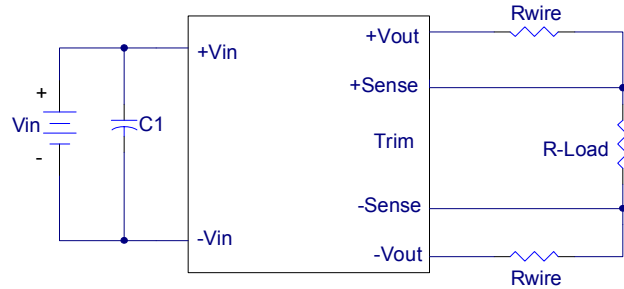 Rwire
+Vout
+Vin
+Sense
+
Vin
C1
Trim
R-Load
-
-Sense
-Vin
-Vout
Rwire